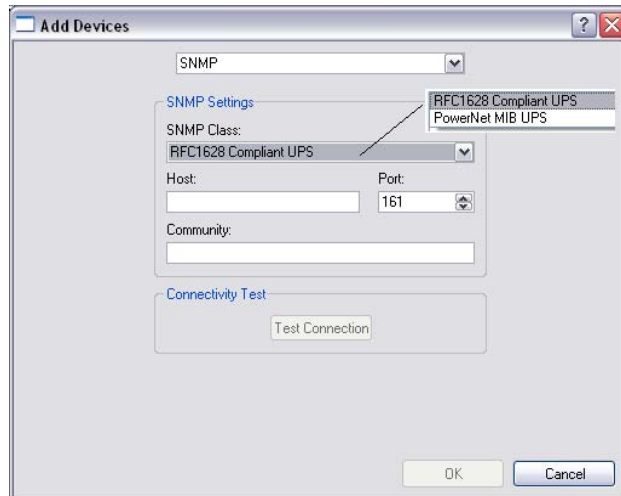 Add Devices
SNMP
SNMP Settings
RFC1628 Compliant UPS
PowerNet MIB UPS
SNMP Class:
RFC1628 Compliant UPS
Host:
Port:
161
Community:
Connectivity Test
Test Connection
OK
Cancel